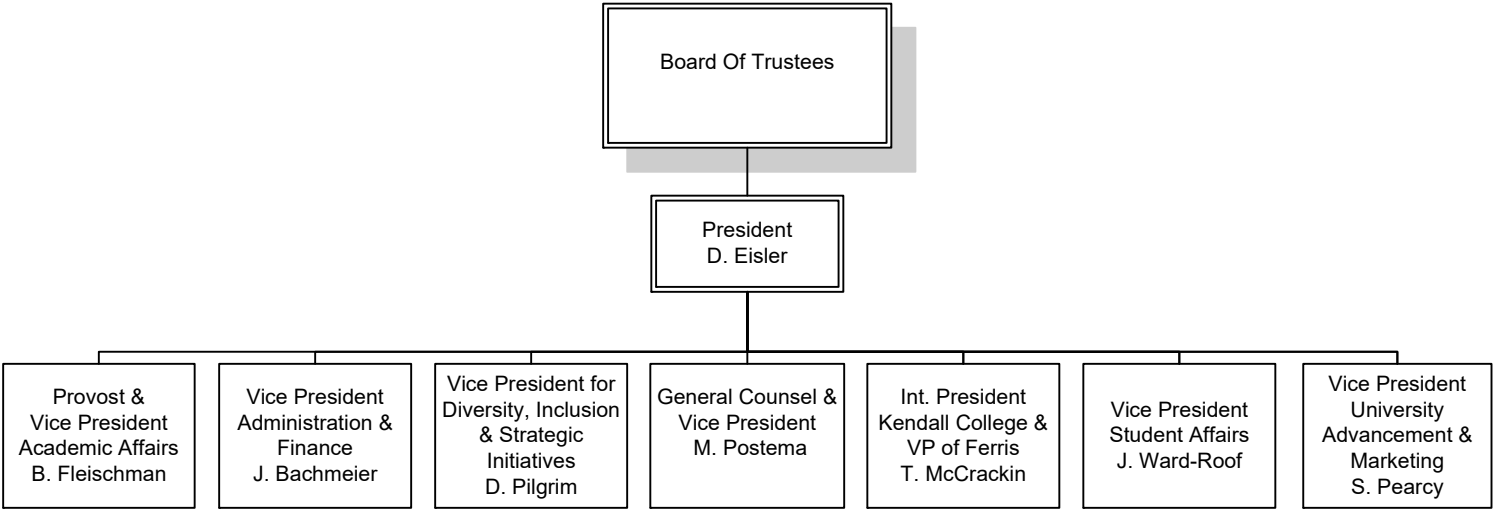 Board Of Trustees
President
D. Eisler
Provost &
Vice President
Academic Affairs
B. Fleischman
Vice President
Administration &
Finance
J. Bachmeier
Vice President for
Diversity, Inclusion
& Strategic
Initiatives
D. Pilgrim
General Counsel &
Vice President
M. Postema
Int. President
Kendall College &
VP of Ferris
T. McCrackin
Vice President
Student Affairs
J. Ward-Roof
Vice President
University
Advancement &
Marketing
S. Pearcy